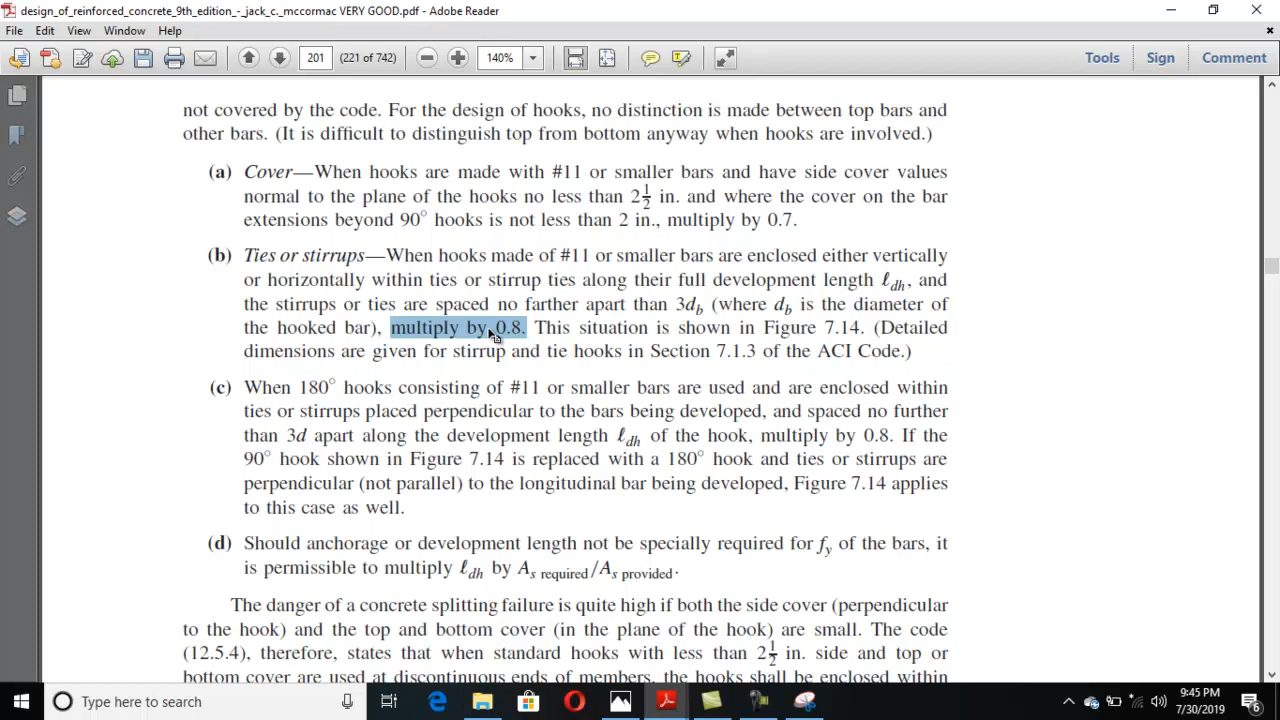 design_of_reinforced_concrete_9th_edition_-_jack_c._mccormac VERY GOOD.pdf - Adobe Reader
File Edit View Window Help
201 (221 of 742) 140% Tools Sign Comment
not covered by the code. For the design of hooks, no distinction is made between top bars and
other bars. (It is difficult to distinguish top from bottom anyway when hooks are involved.)
(a) Cover—When hooks are made with #11 or smaller bars and have side cover values
normal to the plane of the hooks no less than 2½ in. and where the cover on the bar
extensions beyond 90° hooks is not less than 2 in., multiply by 0.7.
(b) Ties or stirrups—When hooks made of #11 or smaller bars are enclosed either vertically
or horizontally within ties or stirrup ties along their full development length ℓdh, and
the stirrups or ties are spaced no farther apart than 3db (where db is the diameter of
the hooked bar), multiply by 0.8. This situation is shown in Figure 7.14. (Detailed
dimensions are given for stirrup and tie hooks in Section 7.1.3 of the ACI Code.)
(c) When 180° hooks consisting of #11 or smaller bars are used and are enclosed within
ties or stirrups placed perpendicular to the bars being developed, and spaced no further
than 3d apart along the development length ℓdh of the hook, multiply by 0.8. If the
90° hook shown in Figure 7.14 is replaced with a 180° hook and ties or stirrups are
perpendicular (not parallel) to the longitudinal bar being developed, Figure 7.14 applies
to this case as well.
(d) Should anchorage or development length not be specially required for fy of the bars, it
is permissible to multiply ℓdh by As required/As provided.
The danger of a concrete splitting failure is quite high if both the side cover (perpendicular
to the hook) and the top and bottom cover (in the plane of the hook) are small. The code
(12.5.4), therefore, states that when standard hooks with less than 2½ in. side and top or
bottom cover are used at discontinuous ends of members, the hooks shall be enclosed within
Type here to search
9:45 PM
7/30/2019
6